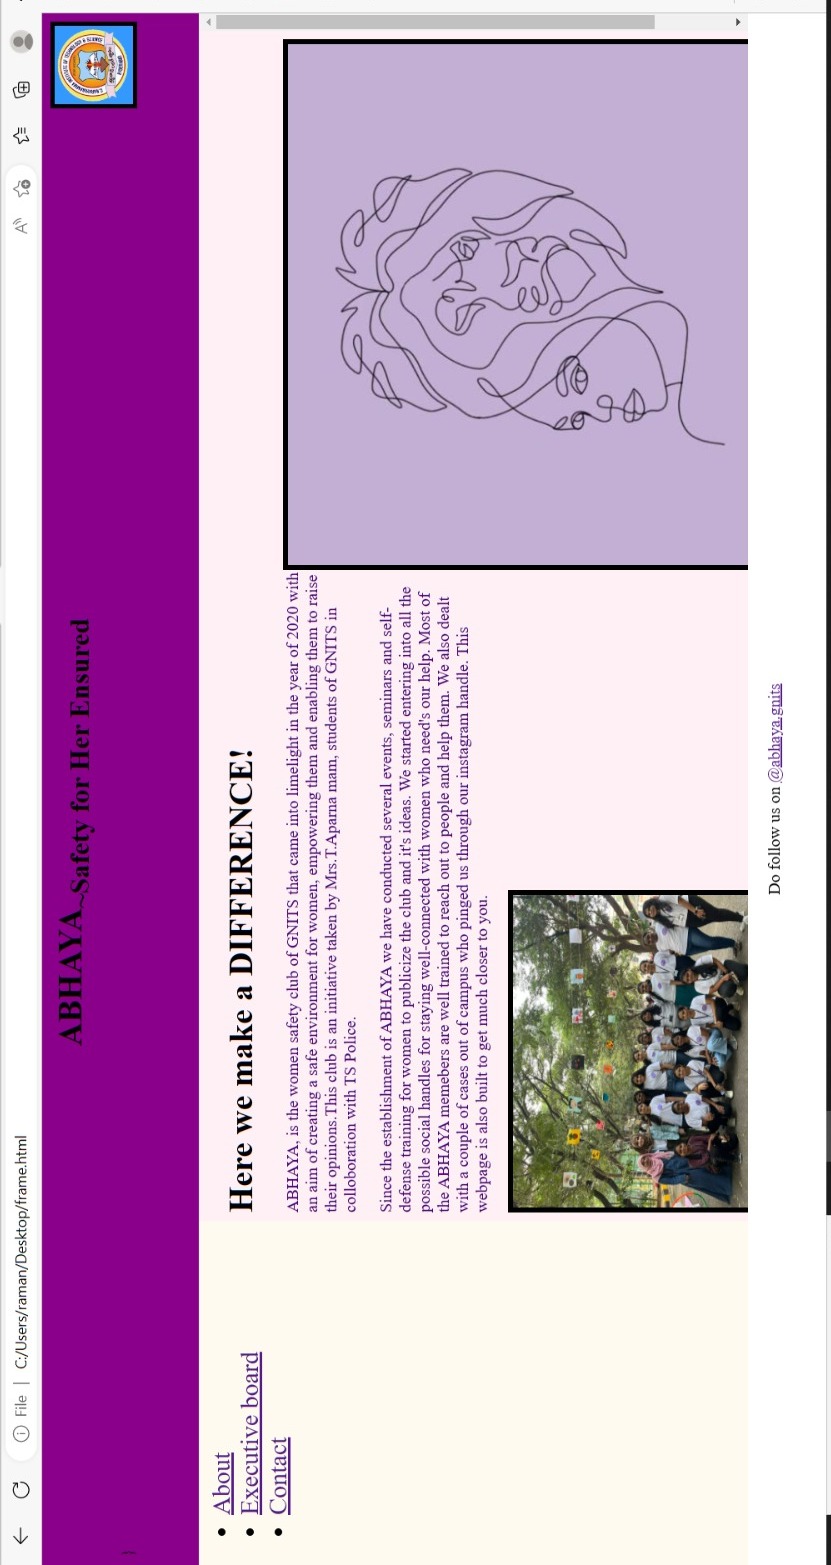 File | C:/Users/raman/Desktop/frame.html
ABHAYA~Safety for Her Ensured
}
About
Executive board
Contact
Here we make a DIFFERENCE!
ABHAYA, is the women safety club of GNITS that came into limelight in the year of 2020 with
an aim of creating a safe environment for women, empowering them and enabling them to raise
their opinions.This club is an initiative taken by Mrs.T.Aparna mam, students of GNITS in
colloboration with TS Police.
Since the establishment of ABHAYA we have conducted several events, seminars and self-
defense training for women to publicize the club and it's ideas. We started entering into all the
possible social handles for staying well-connected with women who need's our help. Most of
the ABHAYA memebers are well trained to reach out to people and help them. We also dealt
with a couple of cases out of campus who pinged us through our instagram handle. This
webpage is also built to get much closer to you.
Do follow us on @abhaya.gnits